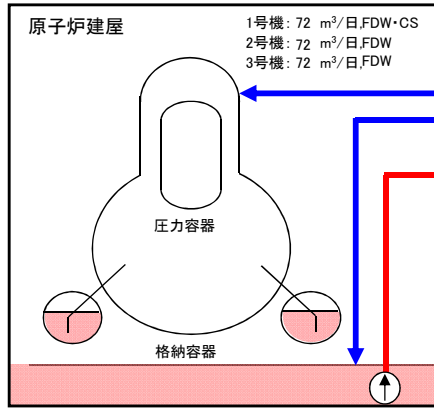 原子炉建屋
1号機: 72 m³/日,FDW・CS
2号機: 72 m³/日,FDW
3号機: 72 m³/日,FDW
圧力容器
格納容器